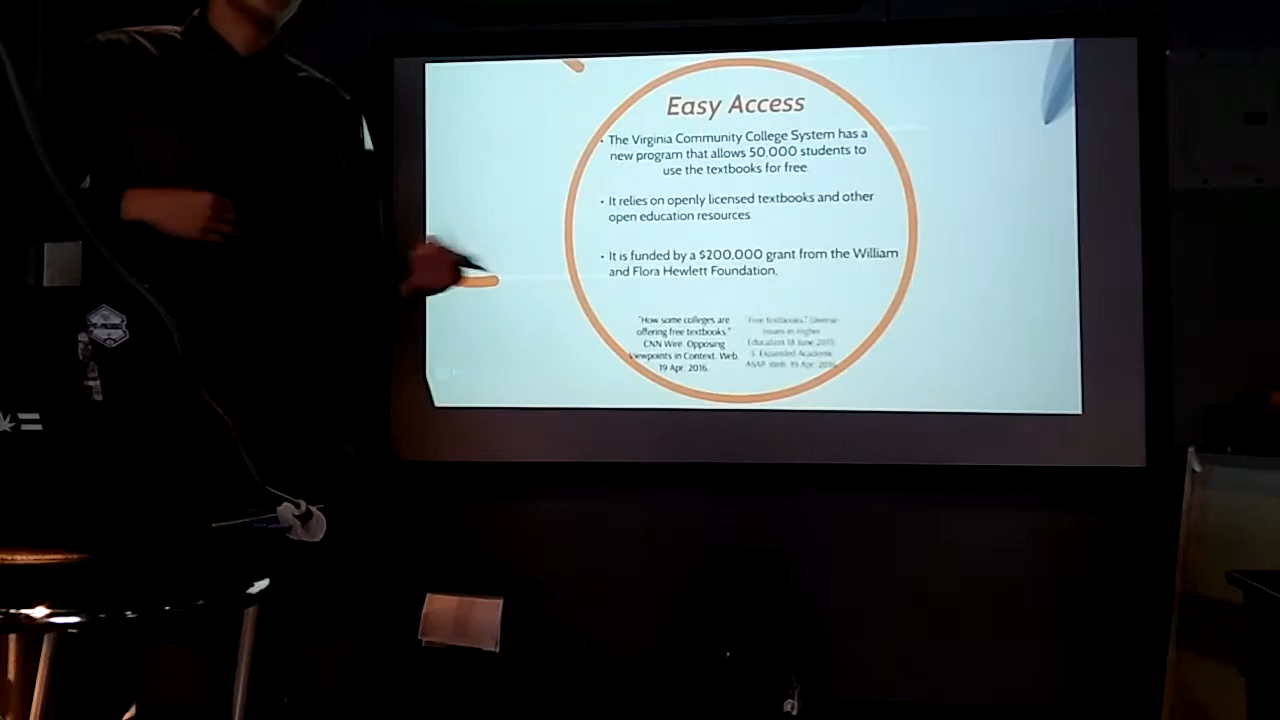 Easy Access
• The Virginia Community College System has a
new program that allows 50,000 students to
use the textbooks for free
• It relies on openly licensed textbooks and other
open education resources
• It is funded by a $200,000 grant from the William
and Flora Hewlett Foundation.
"How some colleges are
offering free textbooks."
CNN Wire. Opposing
Viewpoints in Context. Web.
19 Apr. 2016.
"Free textbooks." Diverse
Issues in Higher
Education 18 June 2015:
Expanded Academic
ASAP. Web. 19 Apr. 2016.